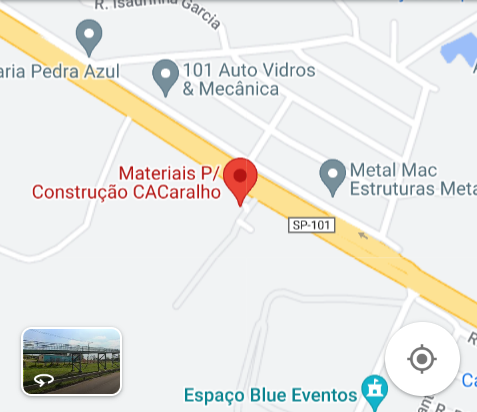 R. Isaurinha Garcia
aria Pedra Azul
101 Auto Vidros
& Mecânica
Materiais P/
Construção CACaralho
Metal Mac
Estruturas Meta
SP-101
Espaço Blue Eventos